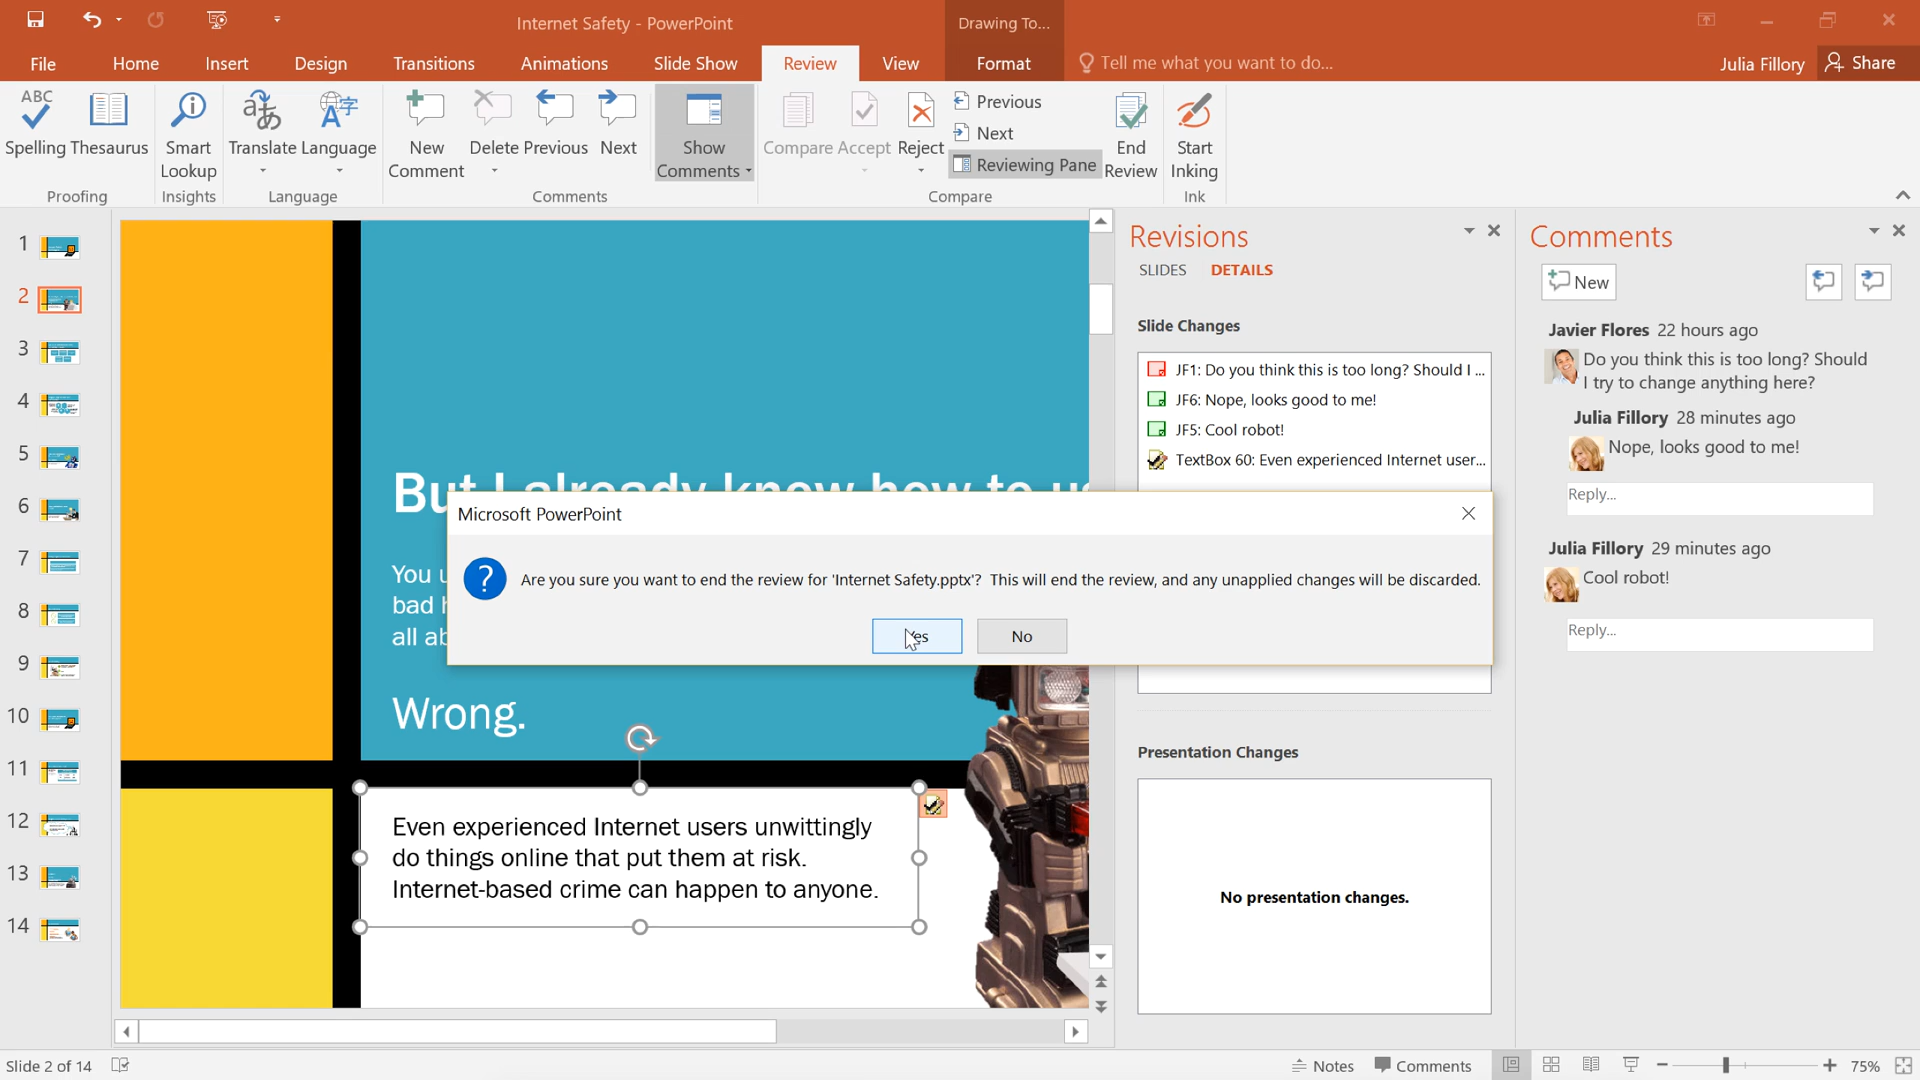 Internet Safety - PowerPoint
Drawing To...
File Home Insert Design Transitions Animations Slide Show Review View Format Tell me what you want to do... Julia Fillory Share
ABC
Spelling Thesaurus
Proofing
Smart
Lookup
Insights
Translate Language
Language
New
Comment
Delete Previous Next
Comments
Show
Comments
Compare Accept Reject
Previous
Next
Reviewing Pane
Compare
End
Review
Start
Inking
Ink
1
2
3
4
5
6
7
8
9
10
11
12
13
14
You
bad
all
Wrong.
Even experienced Internet users unwittingly
do things online that put them at risk.
Internet-based crime can happen to anyone.
Microsoft PowerPoint
Are you sure you want to end the review for 'Internet Safety.pptx'? This will end the review, and any unapplied changes will be discarded.
No
Revisions
SLIDES DETAILS
Slide Changes
JF1: Do you think this is too long? Should I ...
JF6: Nope, looks good to me!
JF5: Cool robot!
TextBox 60: Even experienced Internet user...
Presentation Changes
No presentation changes.
Comments
New
Javier Flores 22 hours ago
Do you think this is too long? Should
I try to change anything here?
Julia Fillory 28 minutes ago
Nope, looks good to me!
Reply...
Julia Fillory 29 minutes ago
Cool robot!
Reply...
Slide 2 of 14
Notes Comments 75%